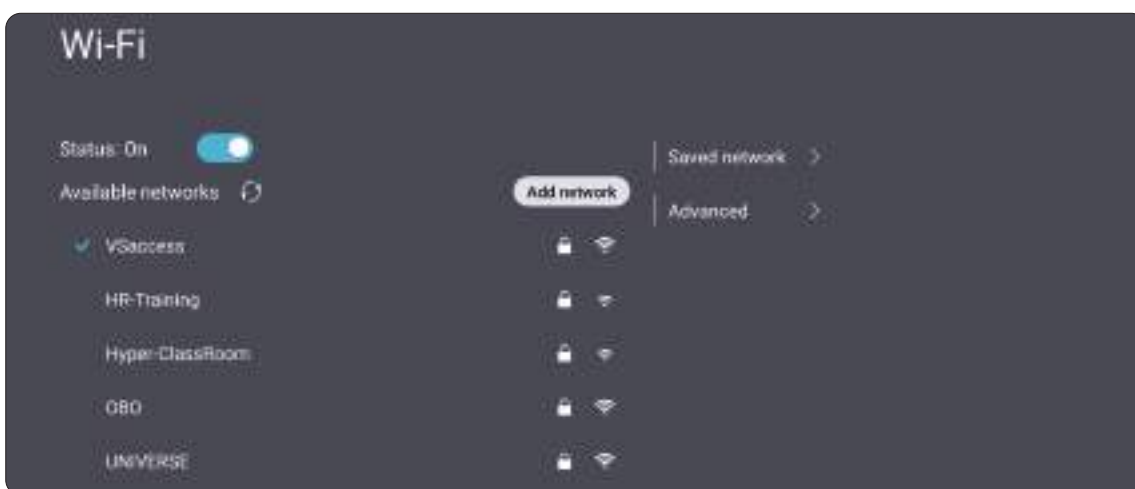 Wi-Fi
Status: On
Saved network
Available networks
Add network
Advanced
VSaccess
HR-Training
Hyper-ClassRoom
OBO
UNIVERSE